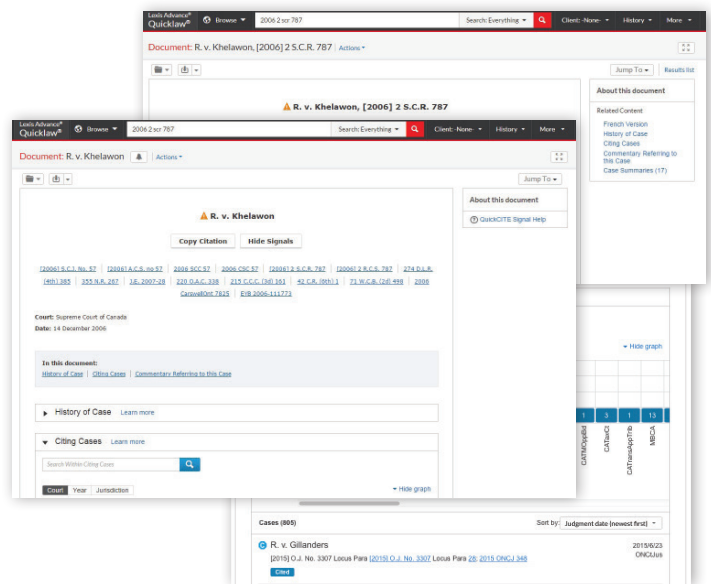 Lexis Advance®
Quicklaw®
Browse
2006 2 scr 787
Search: Everything
Client: -None-
History
More
Document: R. v. Khelawon, [2006] 2 S.C.R. 787
Actions
Jump To
Results list
R. v. Khelawon, [2006] 2 S.C.R. 787
About this document
Related Content
French Version
History of Case
Citing Cases
Commentary Referring to
this Case
Case Summaries (17)
Lexis Advance®
Quicklaw®
Browse
2006 2 scr 787
Search: Everything
Client: -None-
History
More
Document: R. v. Khelawon
Actions
Jump To
About this document
QuickCITE Signal Help
R. v. Khelawon
Copy Citation
Hide Signals
[2006] S.C.J. No. 57 | [2006] A.C.S. no 57 | 2006 SCC 57 | 2006 CSC 57 | [2006] 2 S.C.R. 787 | [2006] 2 R.C.S. 787 | 274 D.L.R.
(4th) 385 | 355 N.R. 267 | J.E. 2007-28 | 220 O.A.C. 338 | 215 C.C.C. (3d) 161 | 42 C.R. (6th) 1 | 71 W.C.B. (2d) 498 | 2006
CarswellOnt 7825 | EYB 2006-111773
Court: Supreme Court of Canada
Date: 14 December 2006
In this document:
History of Case | Citing Cases | Commentary Referring to this Case
History of Case Learn more
Citing Cases Learn more
Search Within Citing Cases
Court Year Jurisdiction
Hide graph
Hide graph
1 3 1 13
CATMOppBd
CATaxCt
CATransAppTrib
MBCA
Cases (805)
Sort by: Judgment date (newest first)
C R. v. Gillanders
2015/6/23
[2015] O.J. No. 3307 Locus Para [2015] O.J. No. 3307 Locus Para 28; 2015 ONCJ 348
ONCtJus
Cited